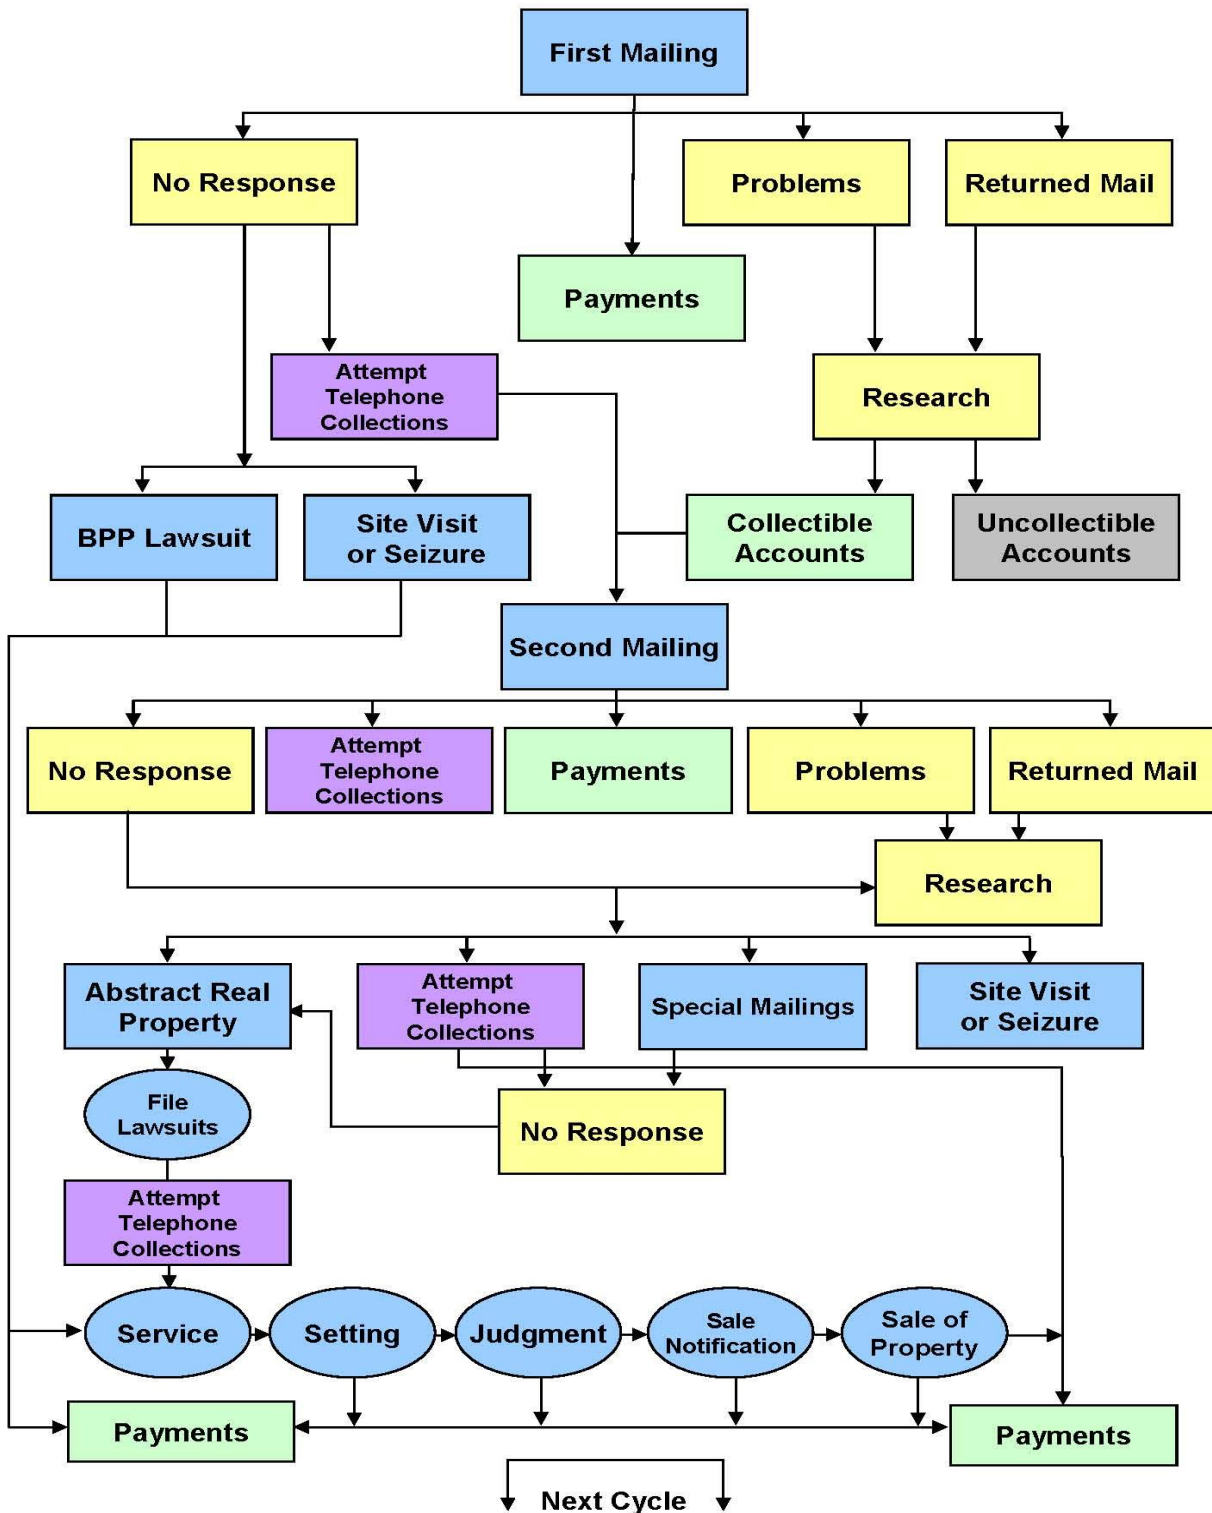 First Mailing
No Response
Problems
Returned Mail
Payments
Attempt
Telephone
Collections
Research
BPP Lawsuit
Site Visit
or Seizure
Collectible
Accounts
Uncollectible
Accounts
Second Mailing
No Response
Attempt
Telephone
Collections
Payments
Problems
Returned Mail
Research
Abstract Real
Property
Attempt
Telephone
Collections
Special Mailings
Site Visit
or Seizure
File
Lawsuits
No Response
Attempt
Telephone
Collections
Service
Setting
Judgment
Sale
Notification
Sale of
Property
Payments
Payments
Next Cycle